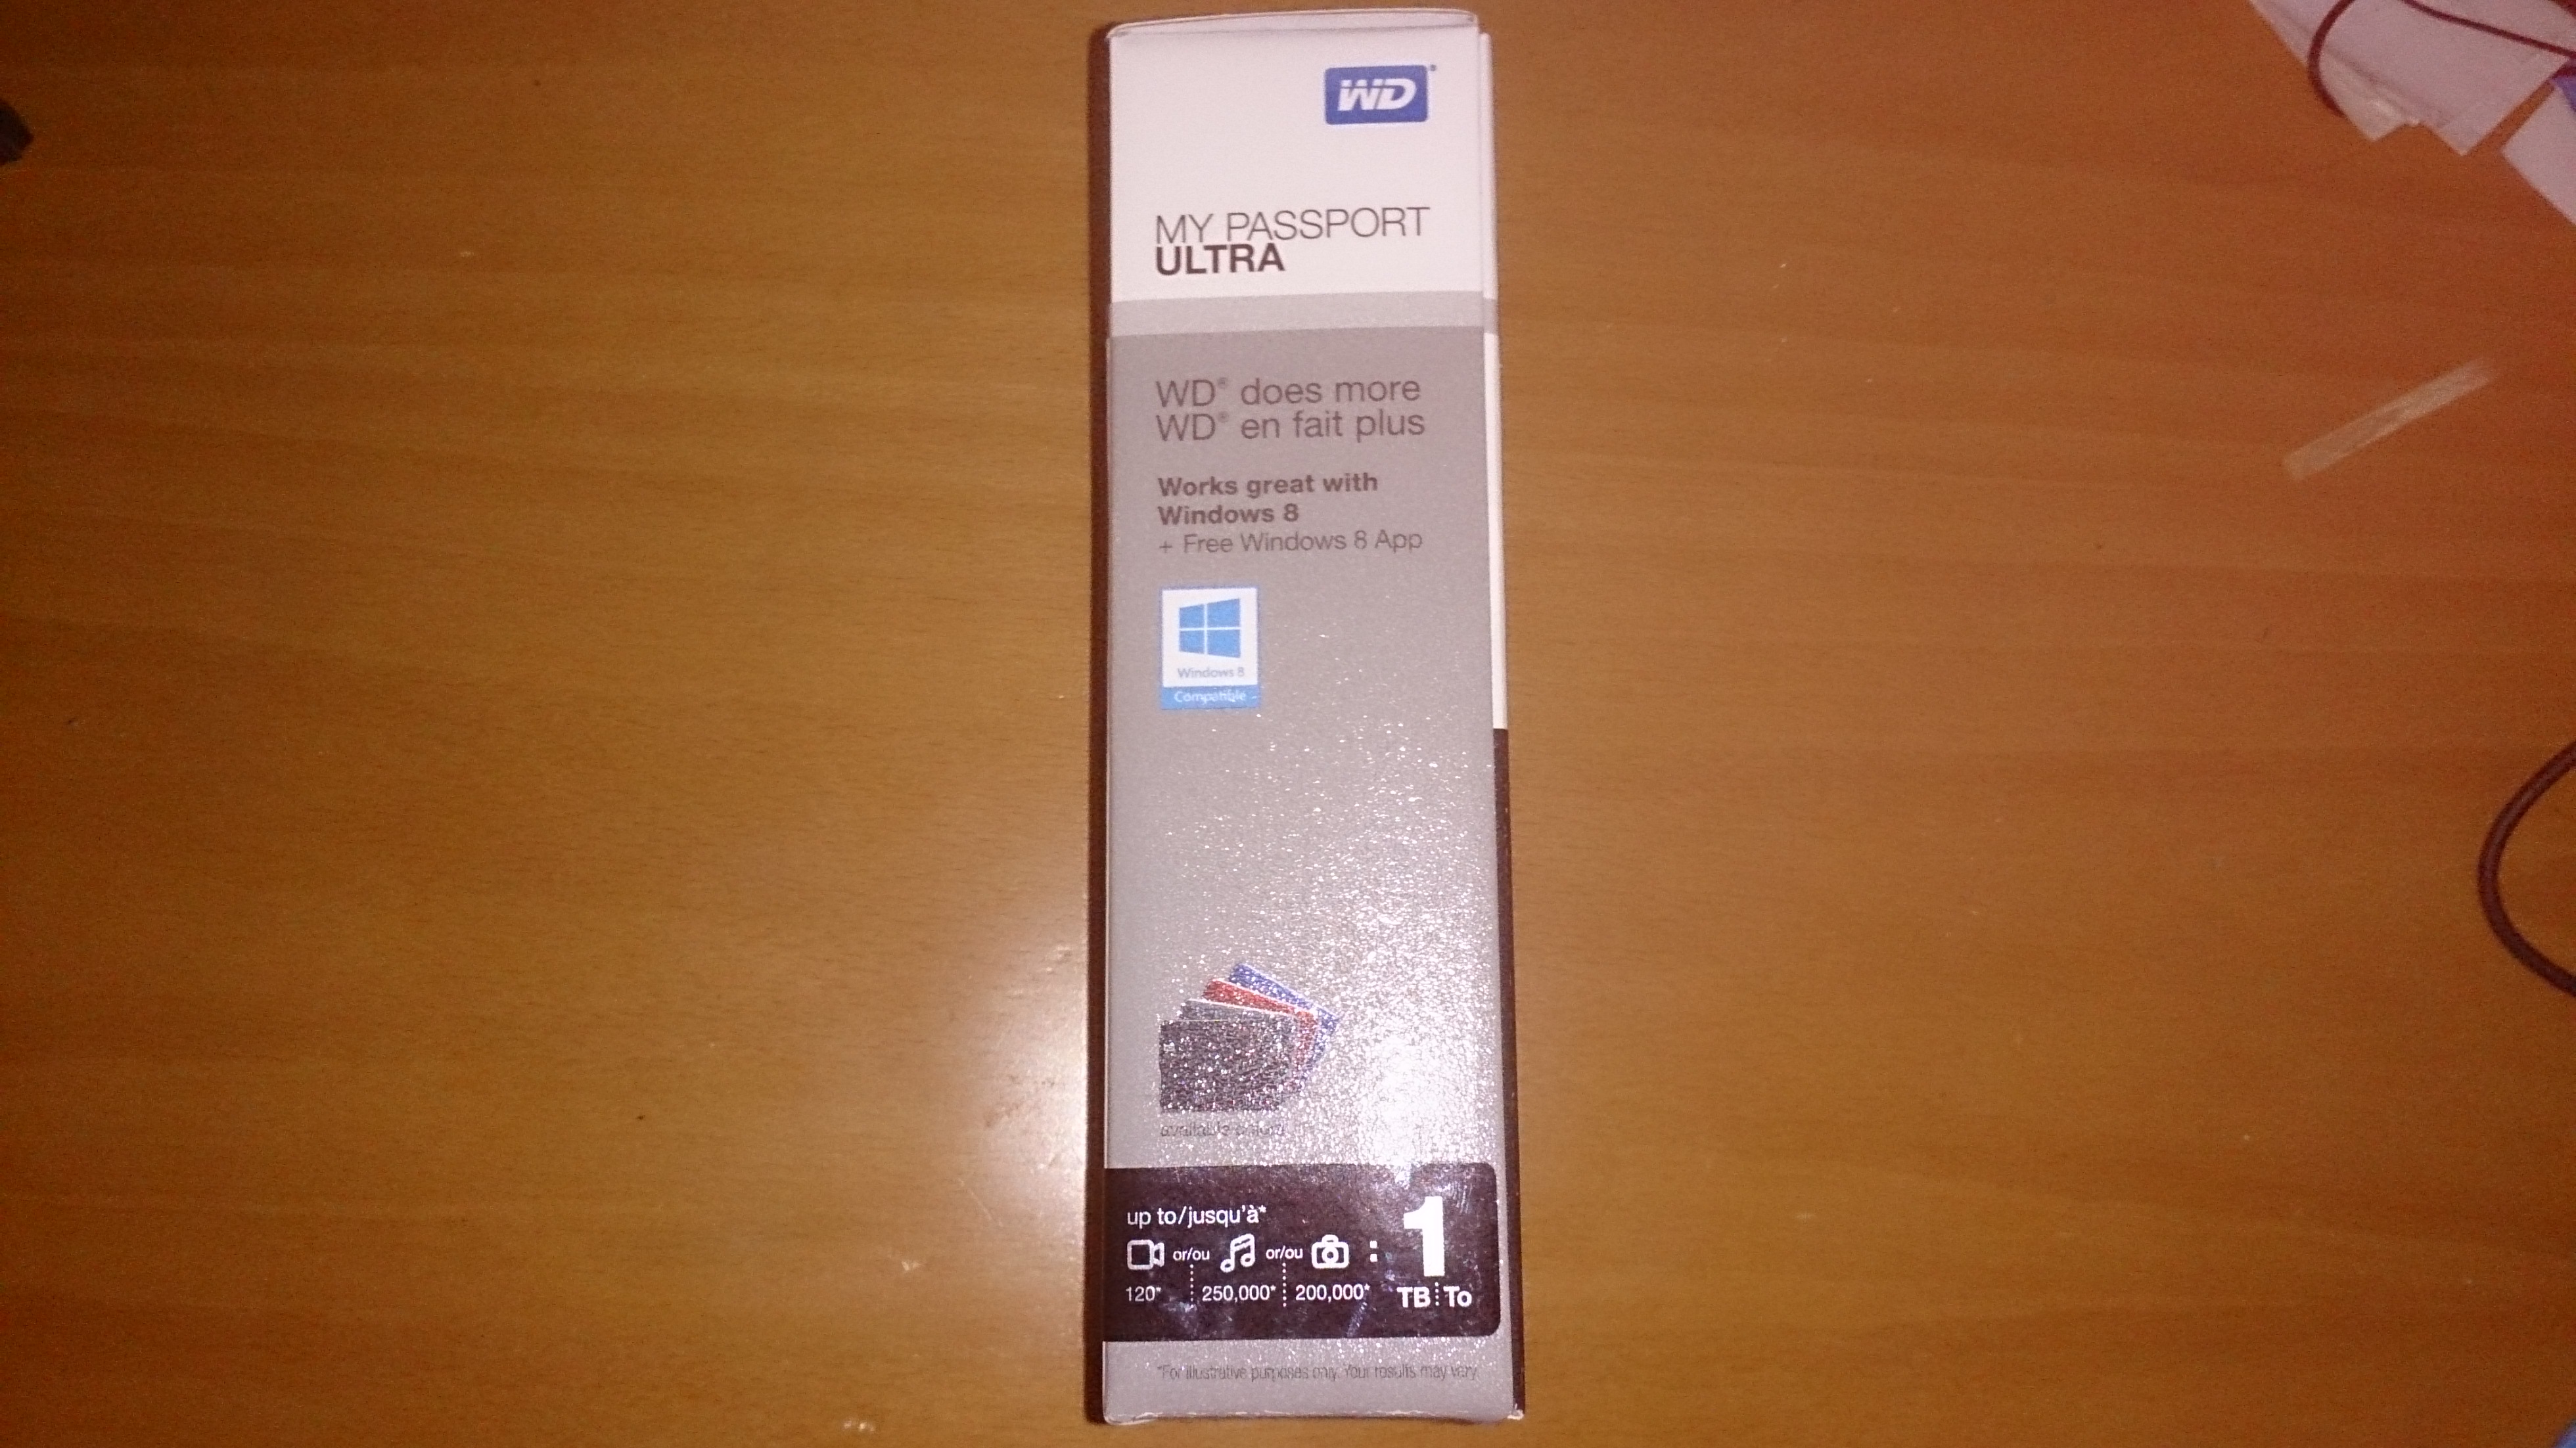 WD®
MY PASSPORT
ULTRA
WD® does more
WD® en fait plus
Works great with
Windows 8
+ Free Windows 8 App
Windows 8
Compatible
available colors
up to/jusqu'à*
or/ou or/ou : 1
120* 250,000* 200,000* TB To
*For illustrative purposes only. Your results may vary.